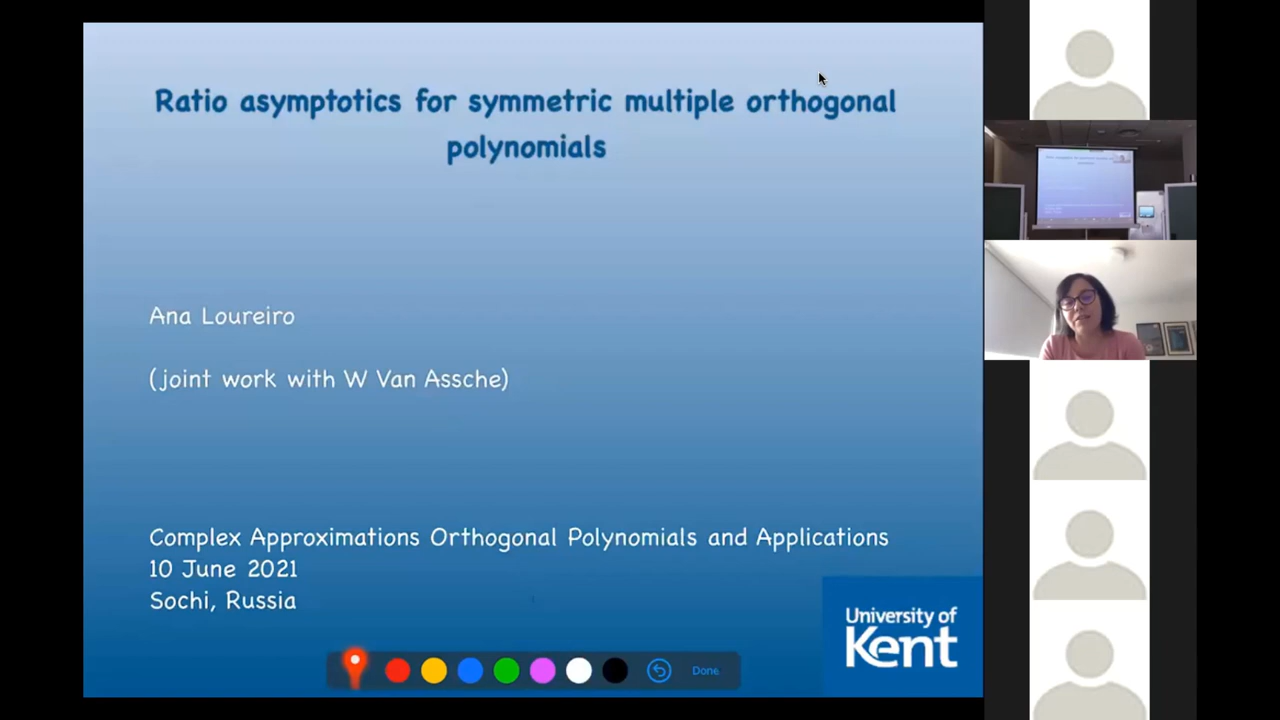 Ratio asymptotics for symmetric multiple orthogonal
polynomials
Ana Loureiro
(joint work with W Van Assche)
Complex Approximations Orthogonal Polynomials and Applications
10 June 2021
Sochi, Russia
University of
Kent
Done